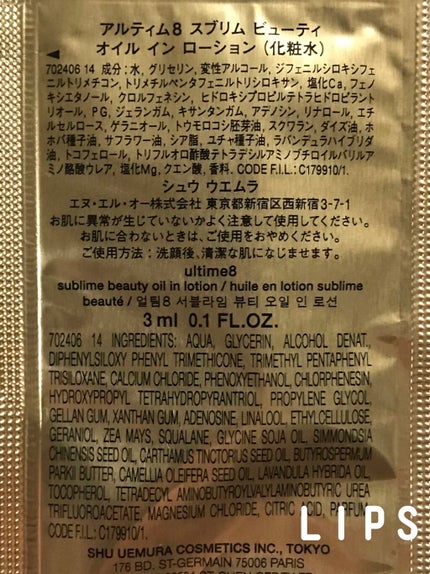 アルティム8 スブリム ビューティ
オイル イン ローション (化粧水)
702406 14 成分:水, グリセリン, 変性アルコール, ジフェニルシロキシフェ
ニルトリメチコン, トリメチルペンタフェニルトリシロキサン, 塩化Ca, フェノ
キシエタノール, クロルフェネシン, ヒドロキシプロピルテトラヒドロピラント
リオール, PG, ジェランガム, キサンタンガム, アデノシン, リナロール, エチ
ルセルロース, ゲラニオール, トウモロコシ胚芽油, スクワラン, ダイズ油, ホ
ホバ種子油, サフラワー油, シア脂, ユチャ種子油, ラバンデュラハイブリダ
油, トコフェロール, トリフルオロ酢酸テトラデシルアミノブチロイルバリルア
ミノ酪酸ウレア, 塩化Mg, クエン酸, 香料. CODE F.I.L.: C179910/1.
シュウ ウエムラ
エヌ・エル・オー株式会社 東京都新宿区西新宿3-7-1
お肌に異常が生じていないかよく注意して使用してください。
お肌に合わないときは、ご使用をおやめください。
ご使用方法 : 洗顔後、清潔な肌になじませます。
ultime8
sublime beauty oil in lotion / huile en lotion sublime
beauté / 얼팀8 서블라임 뷰티 오일 인 로션
3 ml 0.1 FL.OZ.
702406 14 INGREDIENTS: AQUA, GLYCERIN, ALCOHOL DENAT.,
DIPHENYLSILOXY PHENYL TRIMETHICONE, TRIMETHYL PENTAPHENYL
TRISILOXANE, CALCIUM CHLORIDE, PHENOXYETHANOL, CHLORPHENESIN,
HYDROXYPROPYL TETRAHYDROPYRANTRIOL, PROPYLENE GLYCOL,
GELLAN GUM, XANTHAN GUM, ADENOSINE, LINALOOL, ETHYLCELLULOSE,
GERANIOL, ZEA MAYS, SQUALANE, GLYCINE SOJA OIL, SIMMONDSIA
CHINENSIS SEED OIL, CARTHAMUS TINCTORIUS SEED OIL, BUTYROSPERMUM
PARKII BUTTER, CAMELLIA OLEIFERA SEED OIL, LAVANDULA HYBRIDA OIL,
TOCOPHEROL, TETRADECYL AMINOBUTYROYLVALYLAMINOBUTYRIC UREA
TRIFLUOROACETATE, MAGNESIUM CHLORIDE, CITRIC ACID, PARFUM.
CODE F.I.L.: C179910/1.
LIPS
SHU UEMURA COSMETICS INC., TOKYO
176 BD. ST-GERMAIN 75006 PARIS